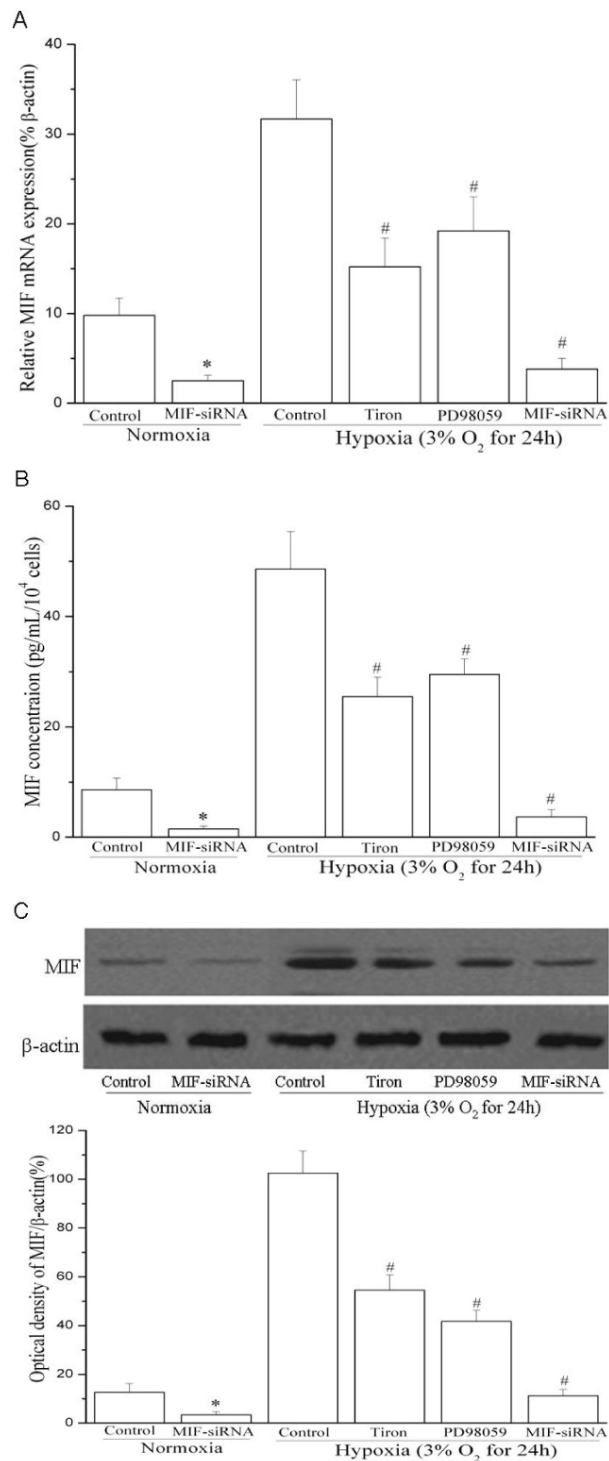 A
Relative MIF mRNA expression(% β-actin)
40
30
20
10
0
*
#
#
#
Control MIF-siRNA Control Tiron PD98059 MIF-siRNA
Normoxia Hypoxia (3% O2 for 24h)
B
MIF concentraion (pg/mL/10^4 cells)
60
40
20
0
*
#
#
#
Control MIF-siRNA Control Tiron PD98059 MIF-siRNA
Normoxia Hypoxia (3% O2 for 24h)
C
MIF
β-actin
Control MIF-siRNA Control Tiron PD98059 MIF-siRNA
Normoxia Hypoxia (3% O2 for 24h)
Optical density of MIF/β-actin(%)
120
100
80
60
40
20
0
*
#
#
#
Control MIF-siRNA Control Tiron PD98059 MIF-siRNA
Normoxia Hypoxia (3% O2 for 24h)